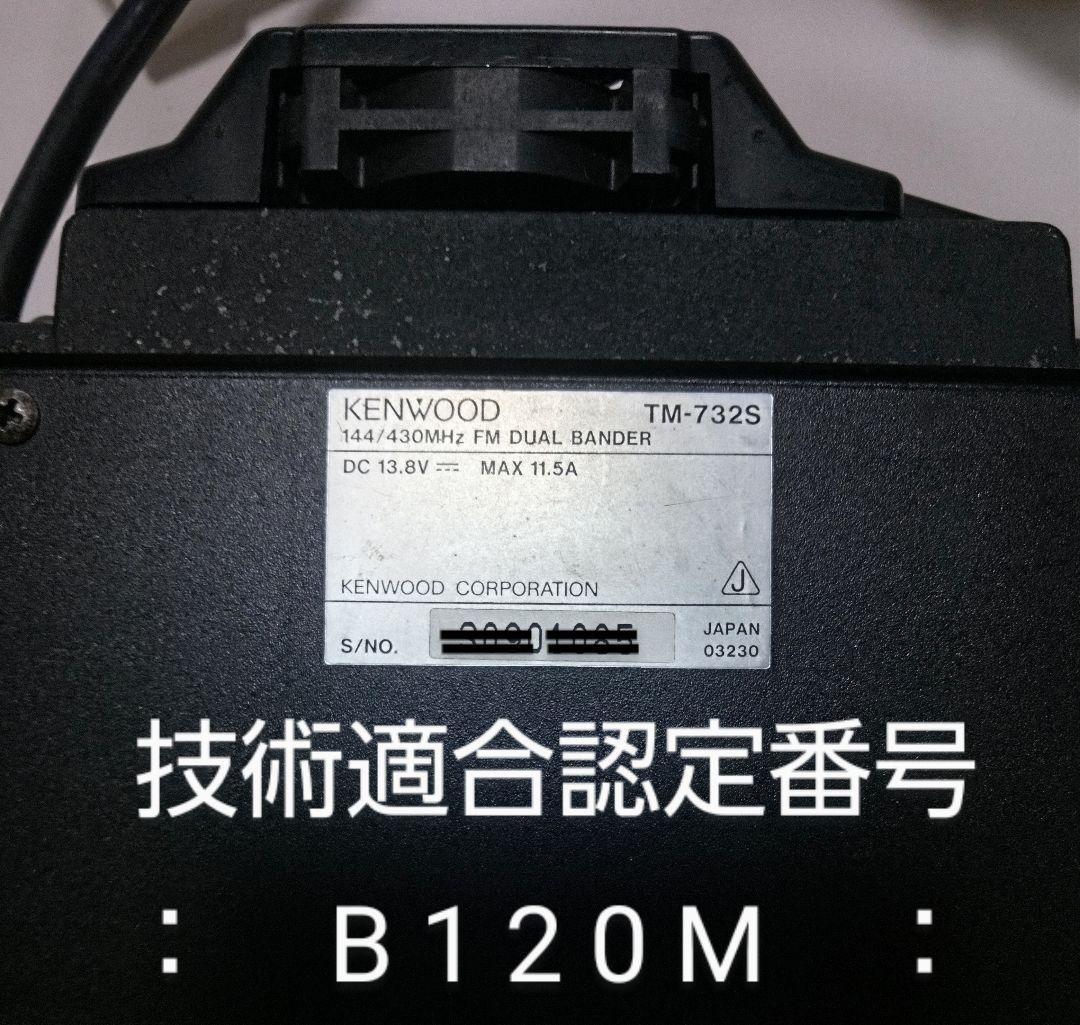 KENWOOD TM-732S
144/430MHz FM DUAL BANDER
DC 13.8V ⎓ MAX 11.5A
KENWOOD CORPORATION J
S/NO. JAPAN
03230
技術適合認定番号
： B120M ：